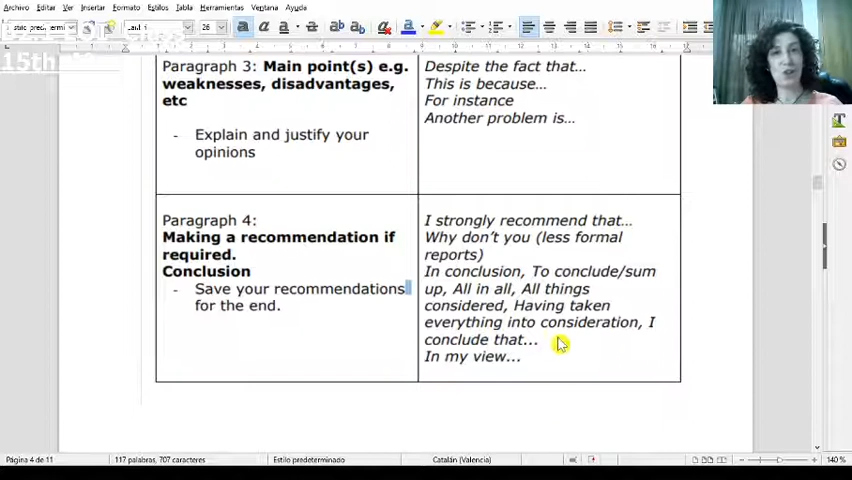 Archivo Editar Ver Insertar Formato Estilos Tabla Herramientas Ventana Ayuda
26
15th
Paragraph 3: Main point(s) e.g.
weaknesses, disadvantages,
etc
- Explain and justify your
opinions
Despite the fact that…
This is because…
For instance
Another problem is…
Paragraph 4:
Making a recommendation if
required.
Conclusion
- Save your recommendations
for the end.
I strongly recommend that…
Why don't you (less formal
reports)
In conclusion, To conclude/sum
up, All in all, All things
considered, Having taken
everything into consideration, I
conclude that...
In my view…
Página 4 de 11 117 palabras, 707 caracteres Estilo predeterminado Catalán (Valencia) 140 %